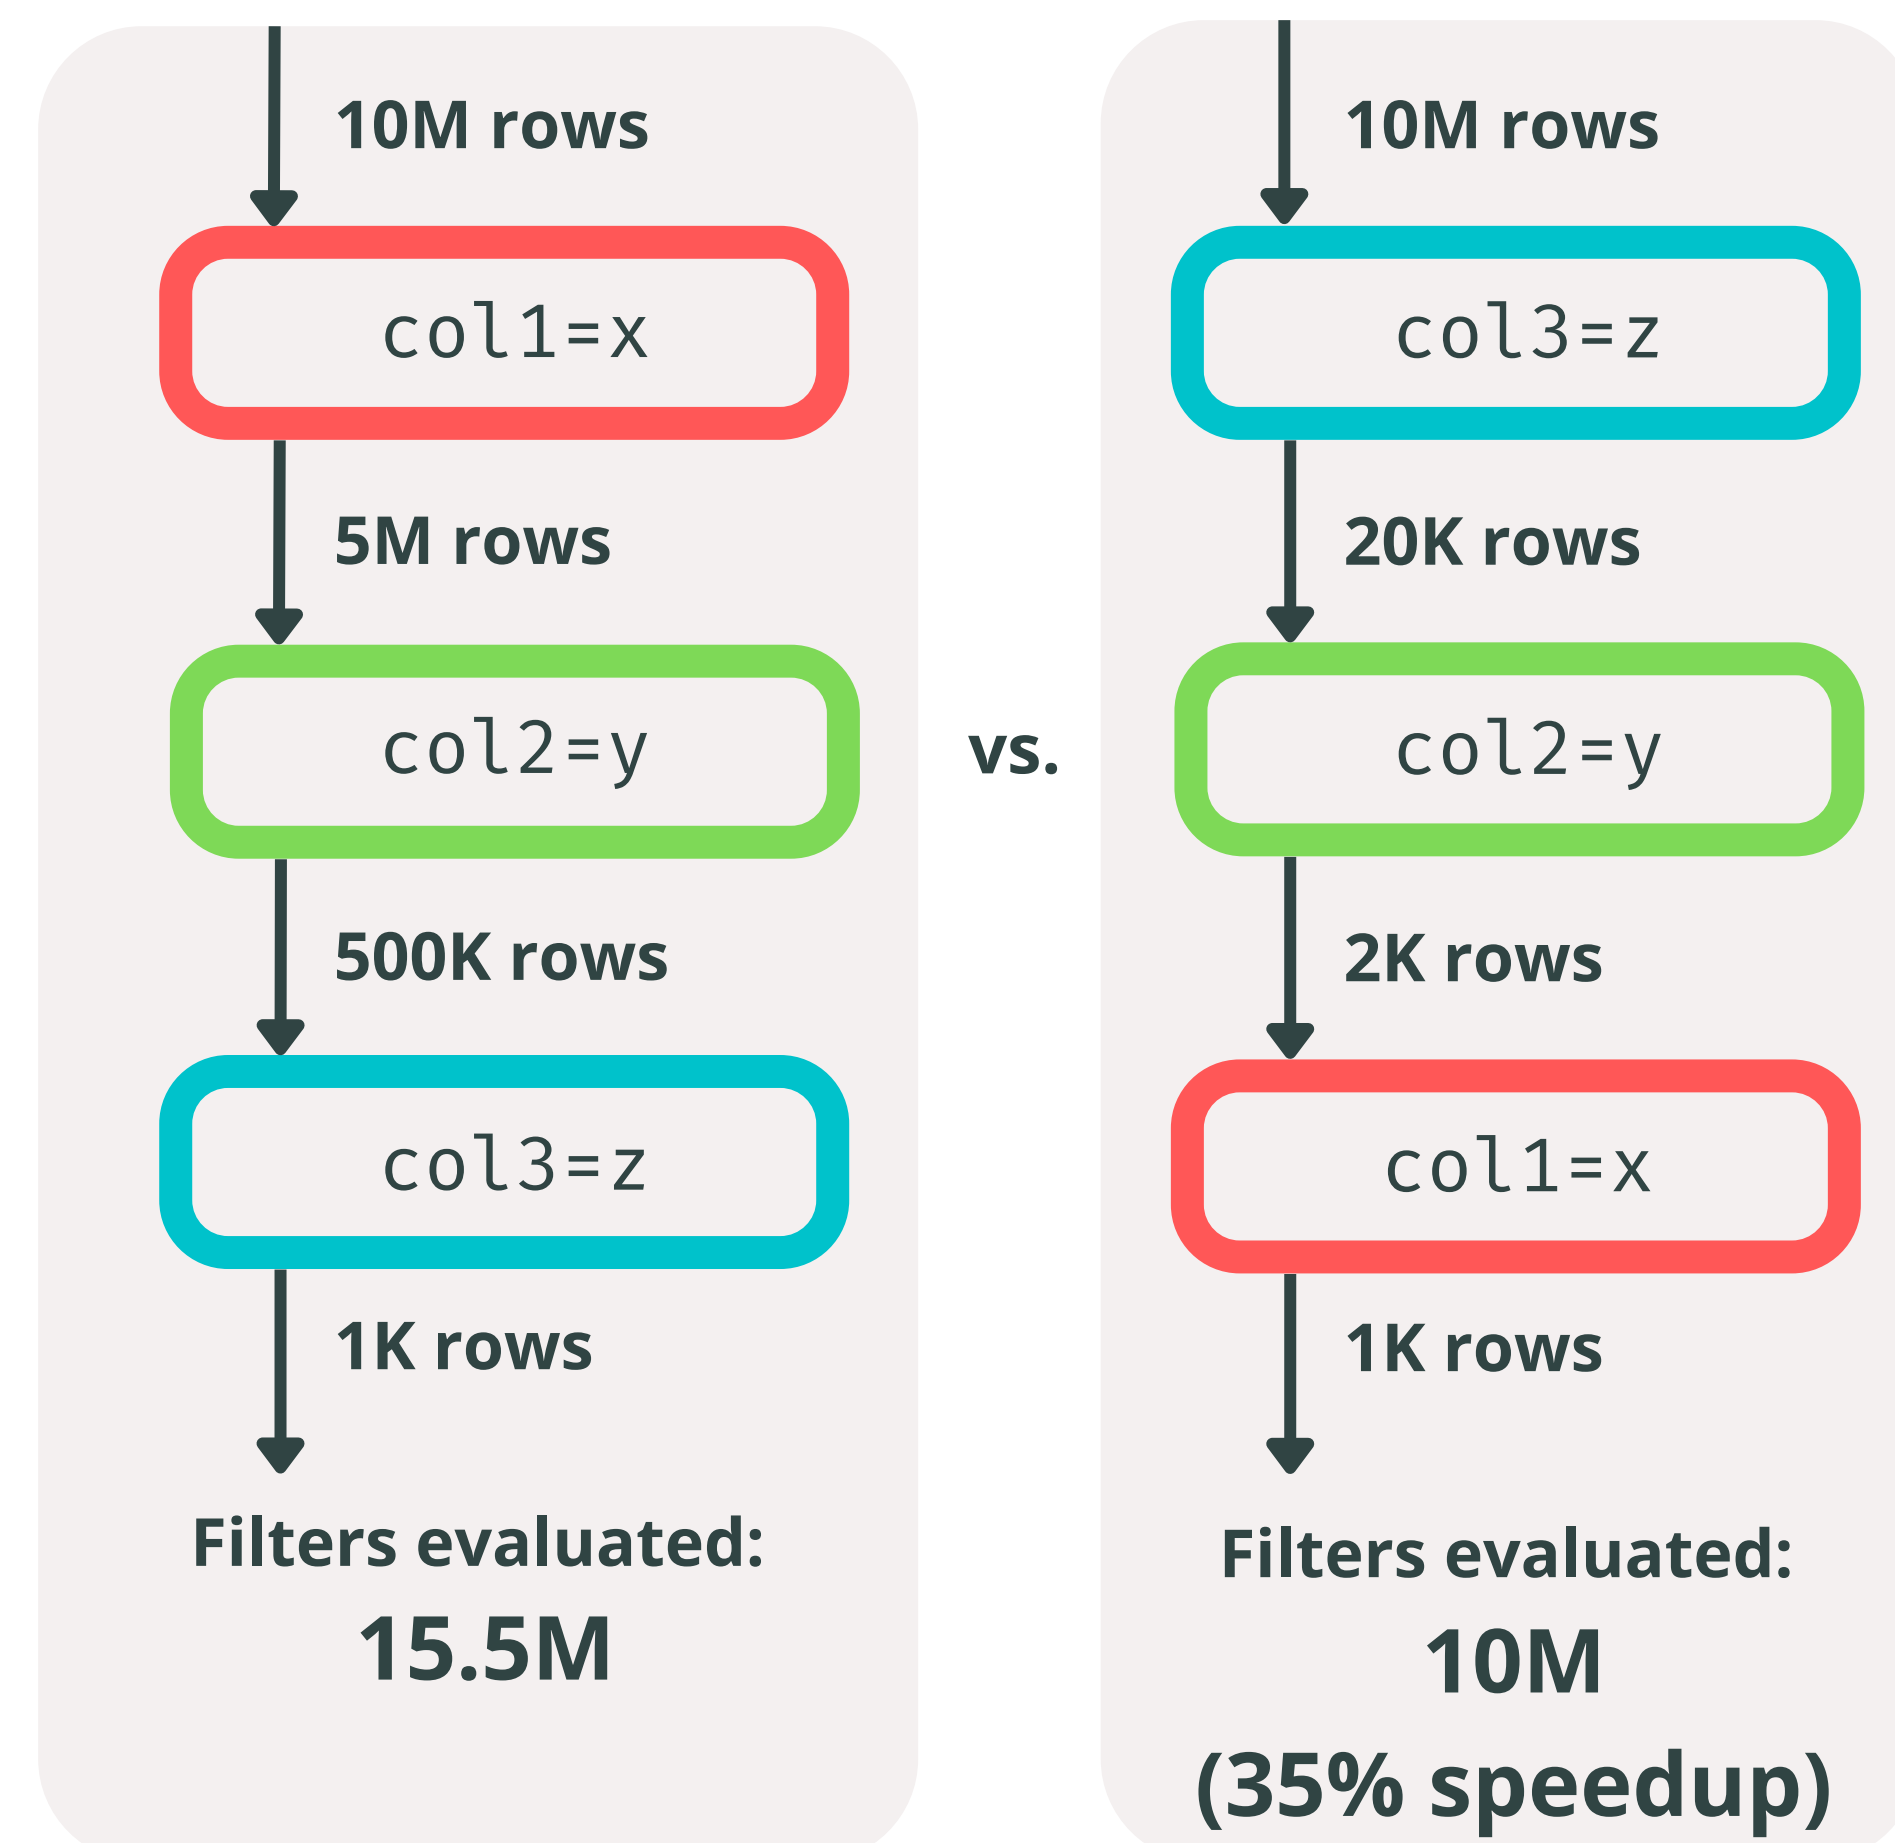 10M rows
col1=x
5M rows
col2=y
500K rows
col3=z
1K rows
Filters evaluated:
15.5M
vs.
10M rows
col3=z
20K rows
col2=y
2K rows
col1=x
1K rows
Filters evaluated:
10M
(35% speedup)